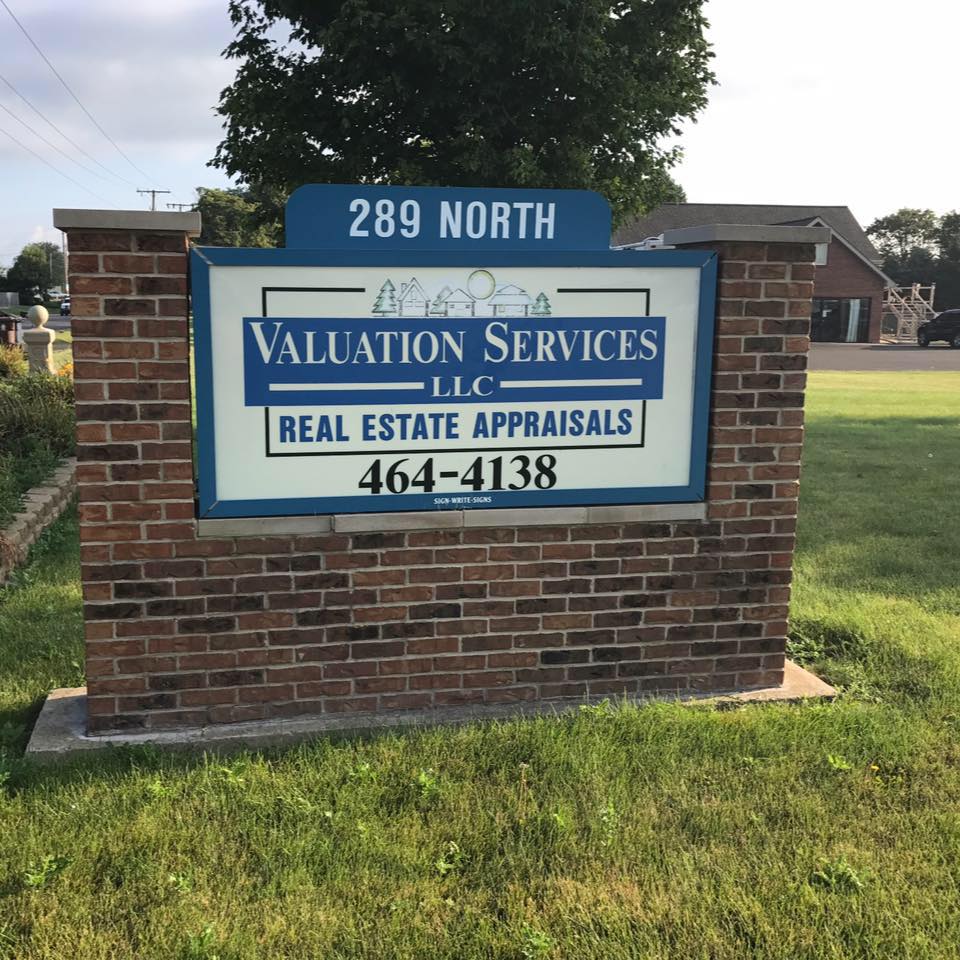 289 NORTH
VALUATION SERVICES
LLC
REAL ESTATE APPRAISALS
464-4138
SIGN-WRITE-SIGNS